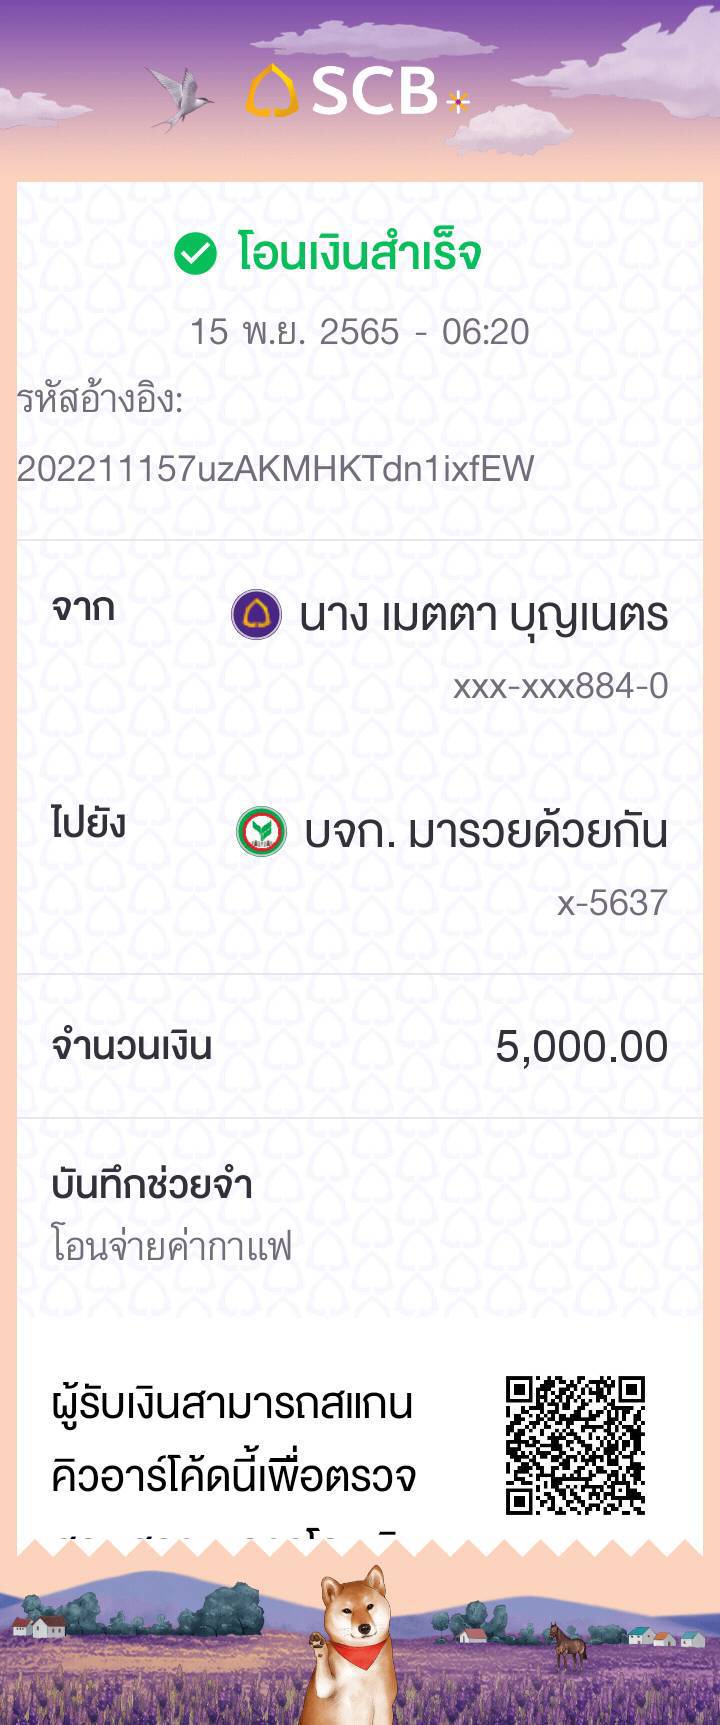 SCB
โอนเงินสำเร็จ
15 พ.ย. 2565 - 06:20
รหัสอ้างอิง:
202211157uzAKMHKTdn1ixfEW
จาก
นาง เมตตา บุญเนตร
xxx-xxx884-0
ไปยัง
บจก. มารวยด้วยกัน
x-5637
จำนวนเงิน
5,000.00
บันทึกช่วยจำ
โอนจ่ายค่ากาแฟ
ผู้รับเงินสามารถสแกน
คิวอาร์โค้ดนี้เพื่อตรวจ